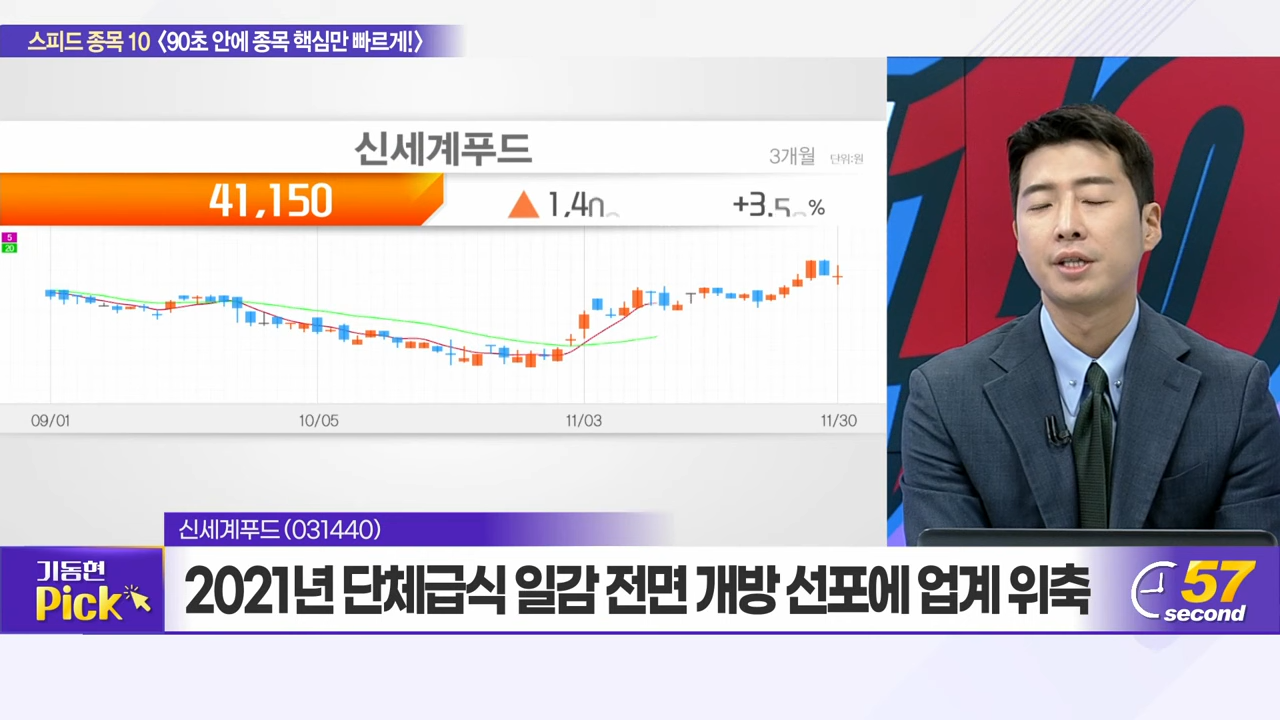 스피드 종목 10 〈90초 안에 종목 핵심만 빠르게!〉
신세계푸드
3개월 단위:원
41,150 ▲ 1,40 +3.5 %
5
20
09/01 10/05 11/03 11/30
신세계푸드(031440)
기동현
Pick
2021년 단체급식 일감 전면 개방 선포에 업계 위축
57
second